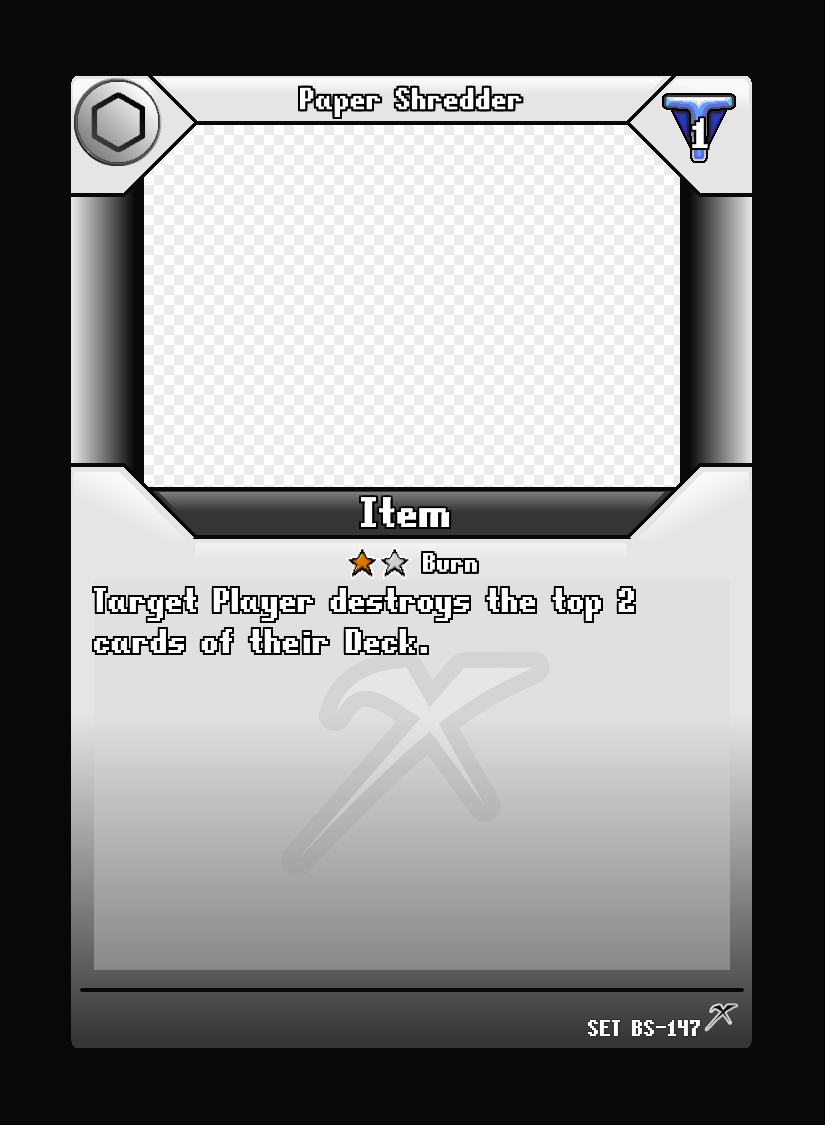 Paper Shredder
1
Item
Burn
Target Player destroys the top 2
cards of their Deck.
SET BS-147